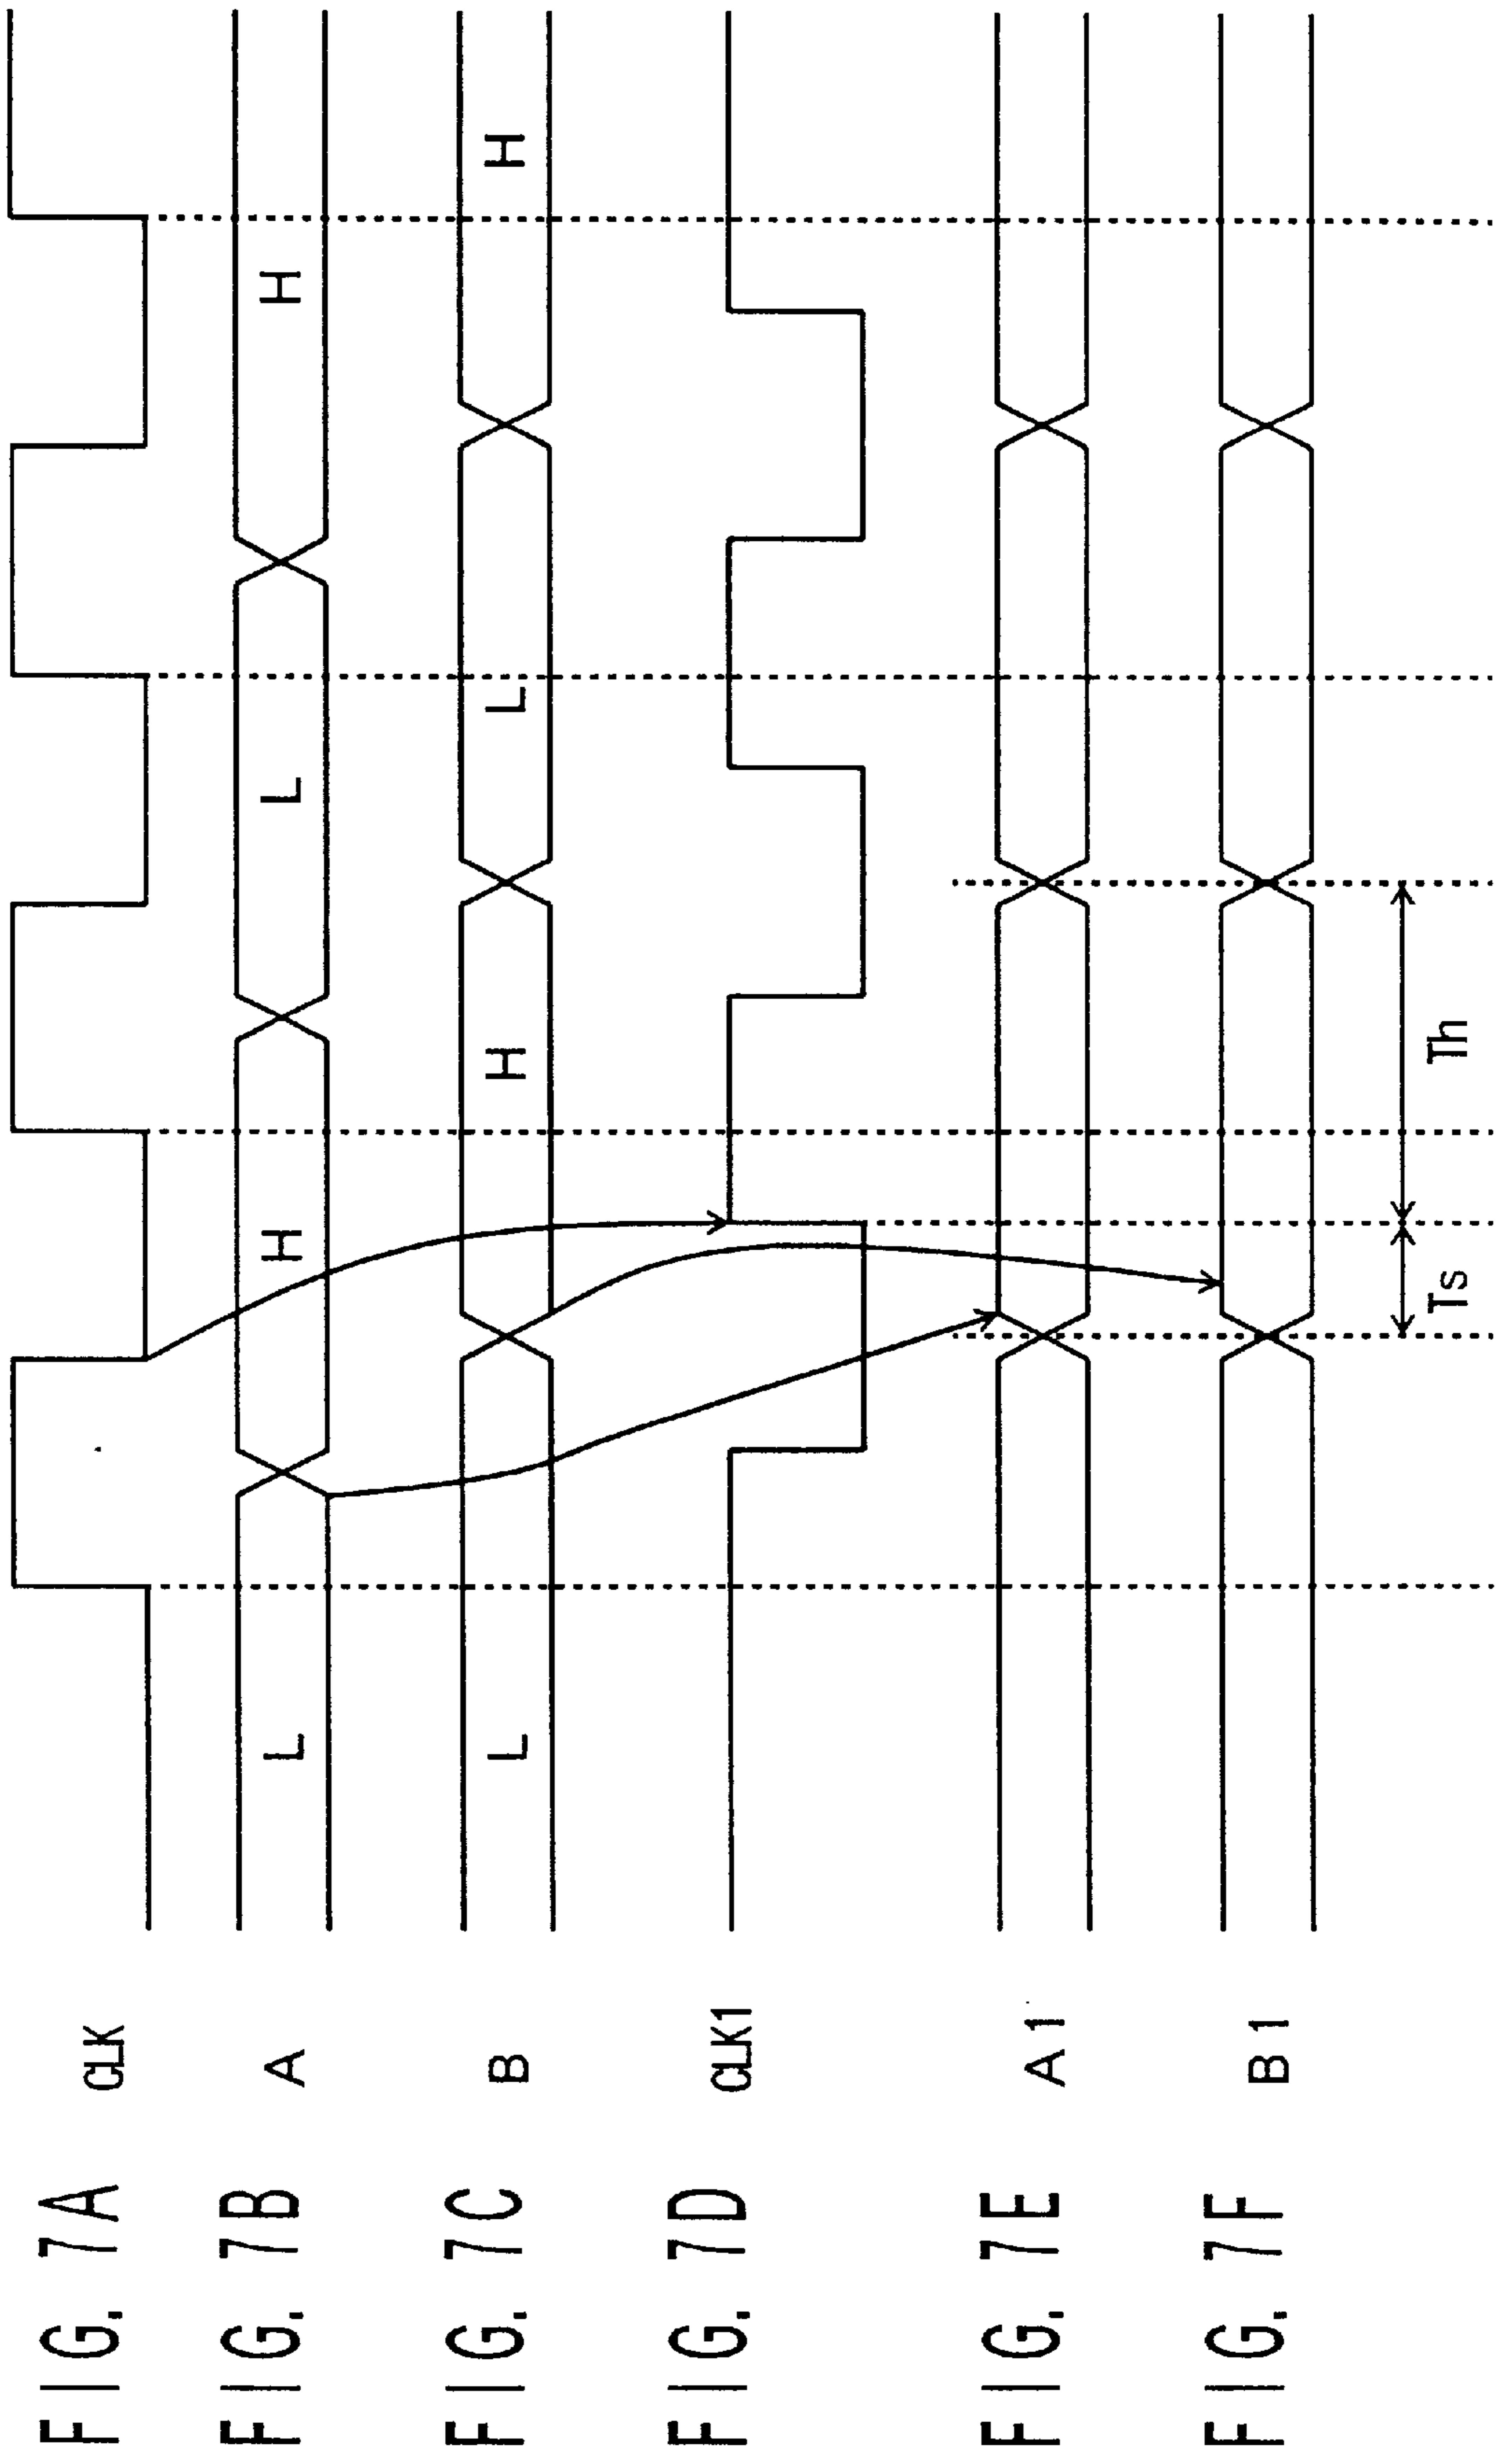 FIG. 7A CLK
FIG. 7B A L H L H
FIG. 7C B L H L H
FIG. 7D CLK1
FIG. 7E A1
FIG. 7F B1
Ts Th